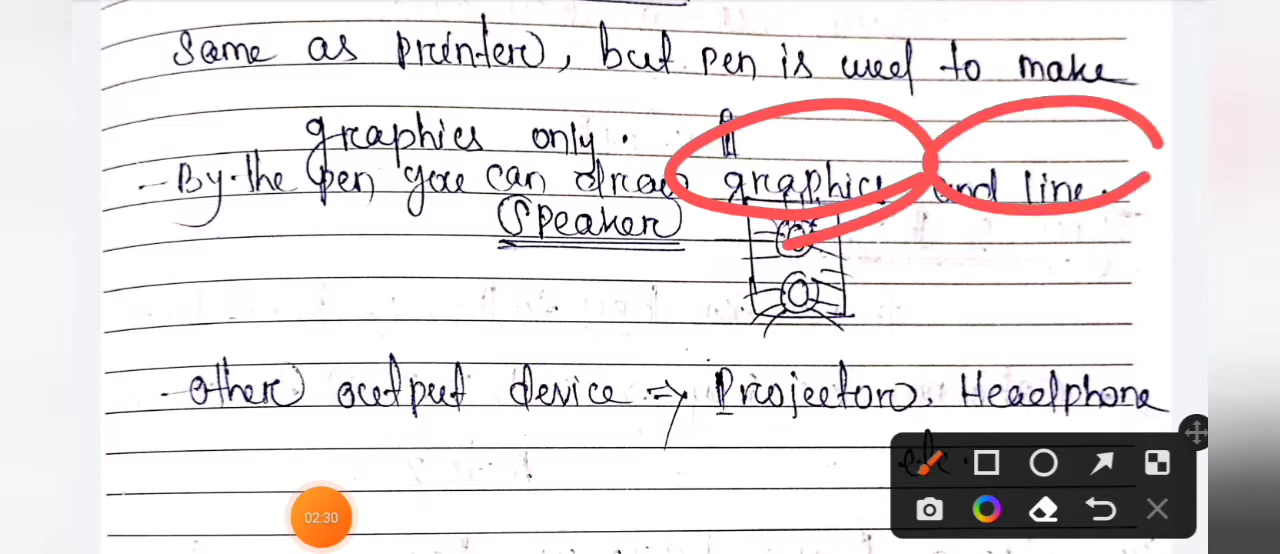 Same as printer, but pen is used to make
graphics only.
- By the pen you can draw graphics and line.
Speaker
- other output device → Projector, Headphone
etc.
02:30